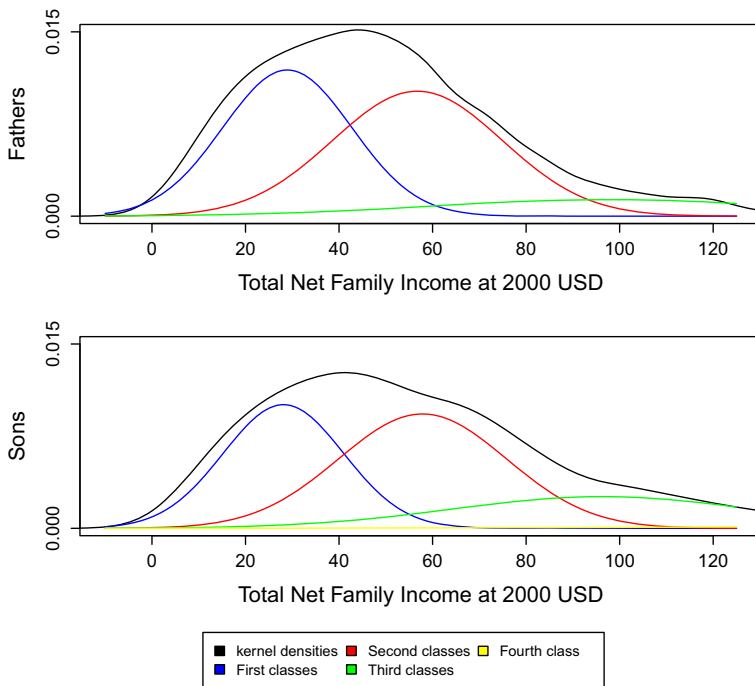 Fathers
0.015
0.000
0 20 40 60 80 100 120
Total Net Family Income at 2000 USD
Sons
0.015
0.000
0 20 40 60 80 100 120
Total Net Family Income at 2000 USD
kernel densities Second classes Fourth class
First classes Third classes